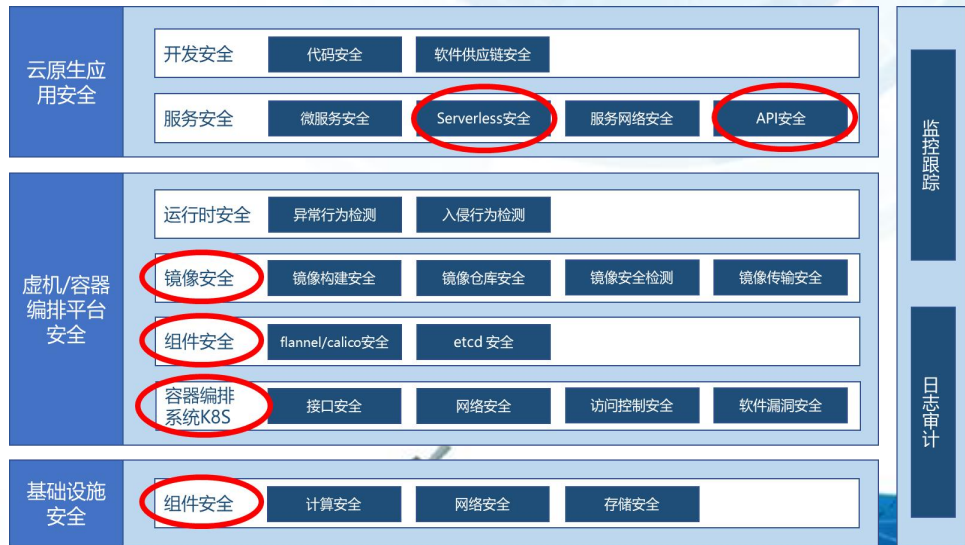 云原生应
用安全
开发安全
代码安全
软件供应链安全
服务安全
微服务安全
Serverless安全
服务网络安全
API安全
虚机/容器
编排平台
安全
运行时安全
异常行为检测
入侵行为检测
镜像安全
镜像构建安全
镜像仓库安全
镜像安全检测
镜像传输安全
组件安全
flannel/calico安全
etcd 安全
容器编排
系统K8S
接口安全
网络安全
访问控制安全
软件漏洞安全
基础设施
安全
组件安全
计算安全
网络安全
存储安全
监控跟踪
日志审计